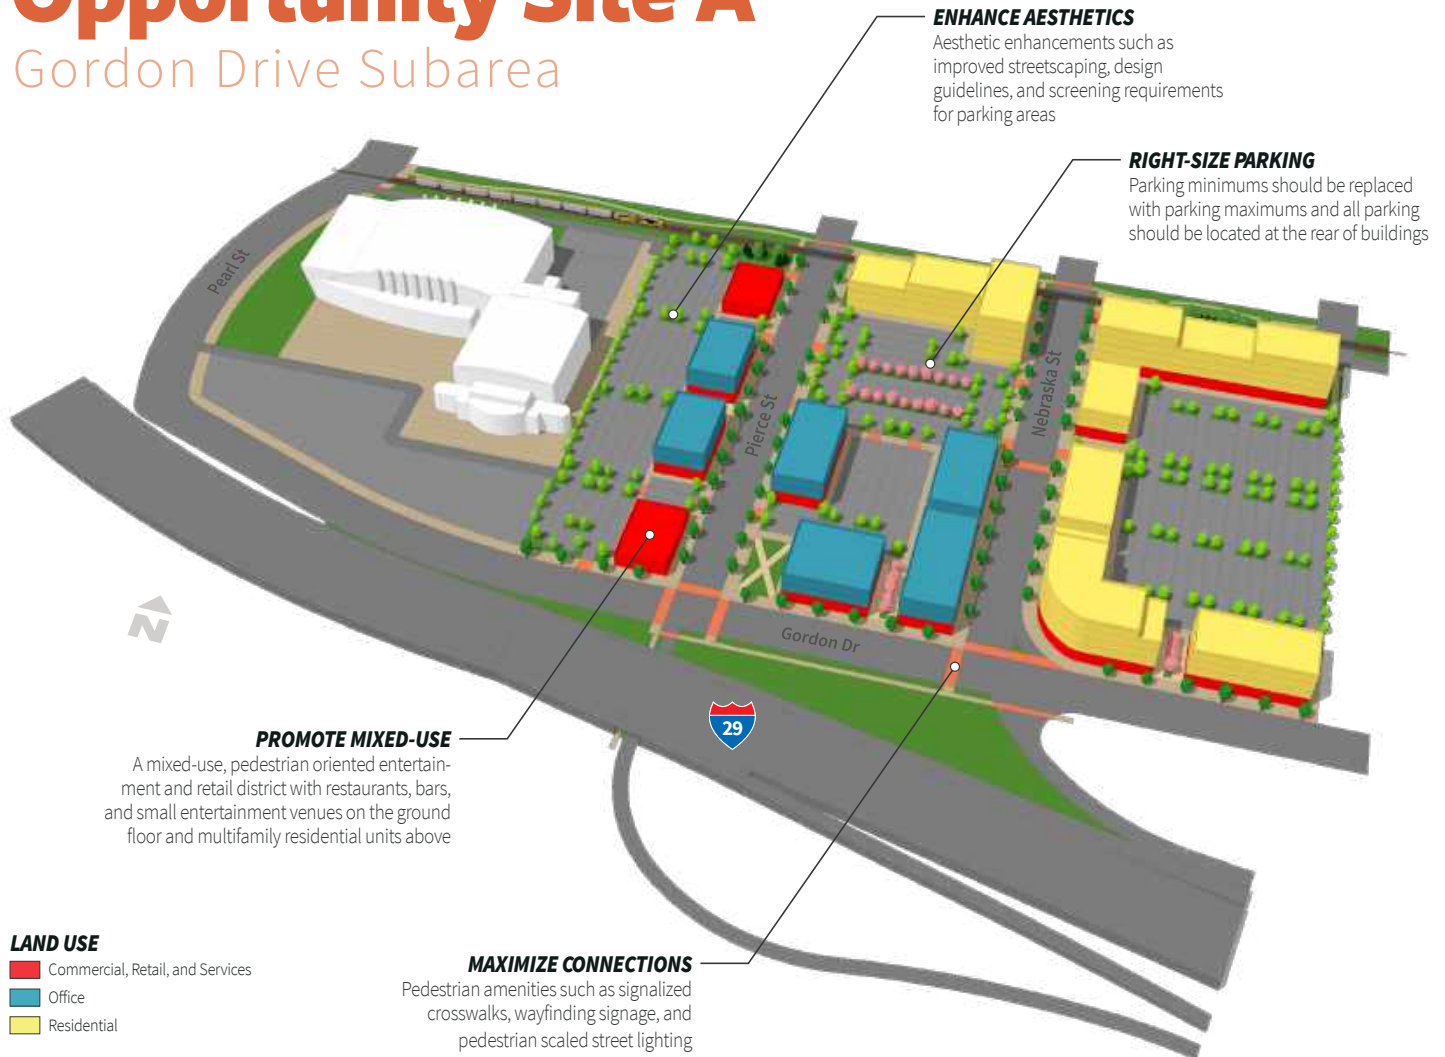 Opportunity Site A
Gordon Drive Subarea
ENHANCE AESTHETICS
Aesthetic enhancements such as
improved streetscaping, design
guidelines, and screening requirements
for parking areas
RIGHT-SIZE PARKING
Parking minimums should be replaced
with parking maximums and all parking
should be located at the rear of buildings
Pearl St
Pierce St
Nebraska St
Gordon Dr
N
29
PROMOTE MIXED-USE
A mixed-use, pedestrian oriented entertain-
ment and retail district with restaurants, bars,
and small entertainment venues on the ground
floor and multifamily residential units above
MAXIMIZE CONNECTIONS
Pedestrian amenities such as signalized
crosswalks, wayfinding signage, and
pedestrian scaled street lighting
LAND USE
Commercial, Retail, and Services
Office
Residential